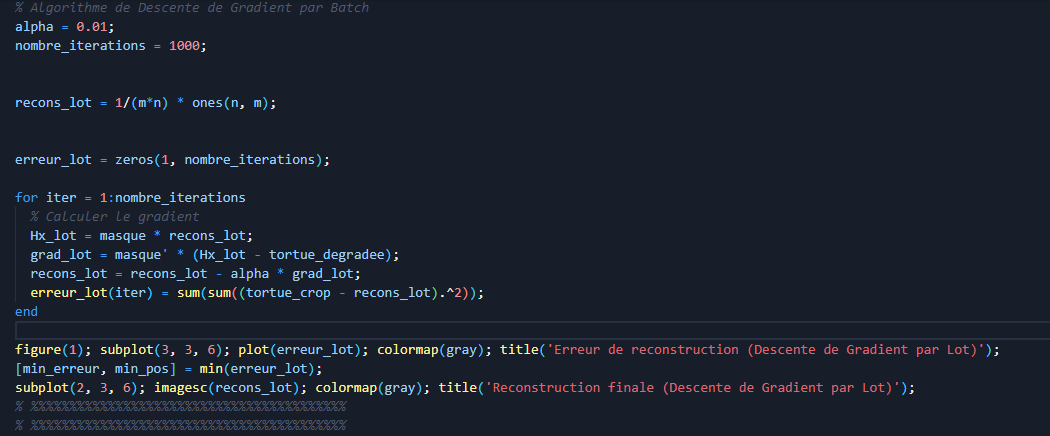 % Algorithme de Descente de Gradient par Batch
alpha = 0.01;
nombre_iterations = 1000;
recons_lot = 1/(m*n) * ones(n, m);
erreur_lot = zeros(1, nombre_iterations);
for iter = 1:nombre_iterations
% Calculer le gradient
Hx_lot = masque * recons_lot;
grad_lot = masque' * (Hx_lot - tortue_degradee);
recons_lot = recons_lot - alpha * grad_lot;
erreur_lot(iter) = sum(sum((tortue_crop - recons_lot).^2));
end
figure(1); subplot(3, 3, 6); plot(erreur_lot); colormap(gray); title('Erreur de reconstruction (Descente de Gradient par Lot)');
[min_erreur, min_pos] = min(erreur_lot);
subplot(2, 3, 6); imagesc(recons_lot); colormap(gray); title('Reconstruction finale (Descente de Gradient par Lot)');
% %%%%%%%%%%%%%%%%%%%%%%%%%%%%%%%%%%%%%%%%%
% %%%%%%%%%%%%%%%%%%%%%%%%%%%%%%%%%%%%%%%%%